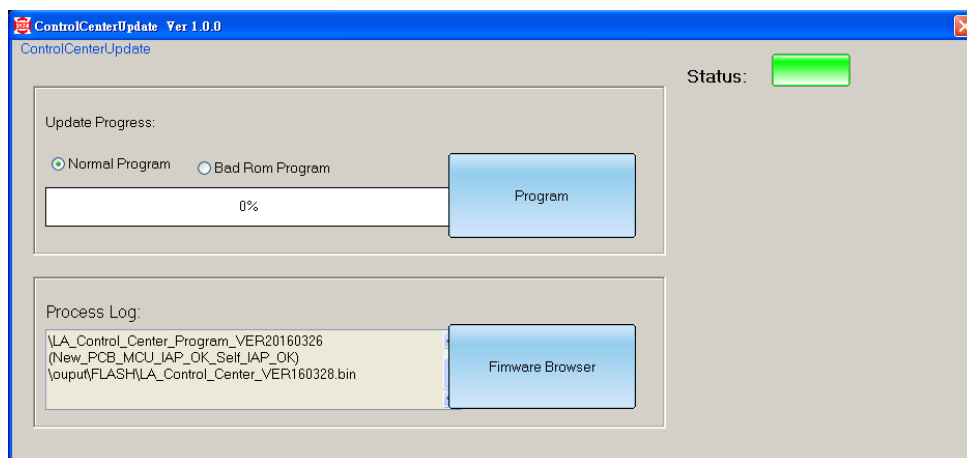 ControlCenterUpdate Ver 1.0.0
ControlCenterUpdate
Status:
Update Progress:
Normal Program
Bad Rom Program
0%
Program
Process Log:
\LA_Control_Center_Program_VER20160326
(New_PCB_MCU_IAP_OK_Self_IAP_OK)
\ouput\FLASH\LA_Control_Center_VER160328.bin
Fimware Browser